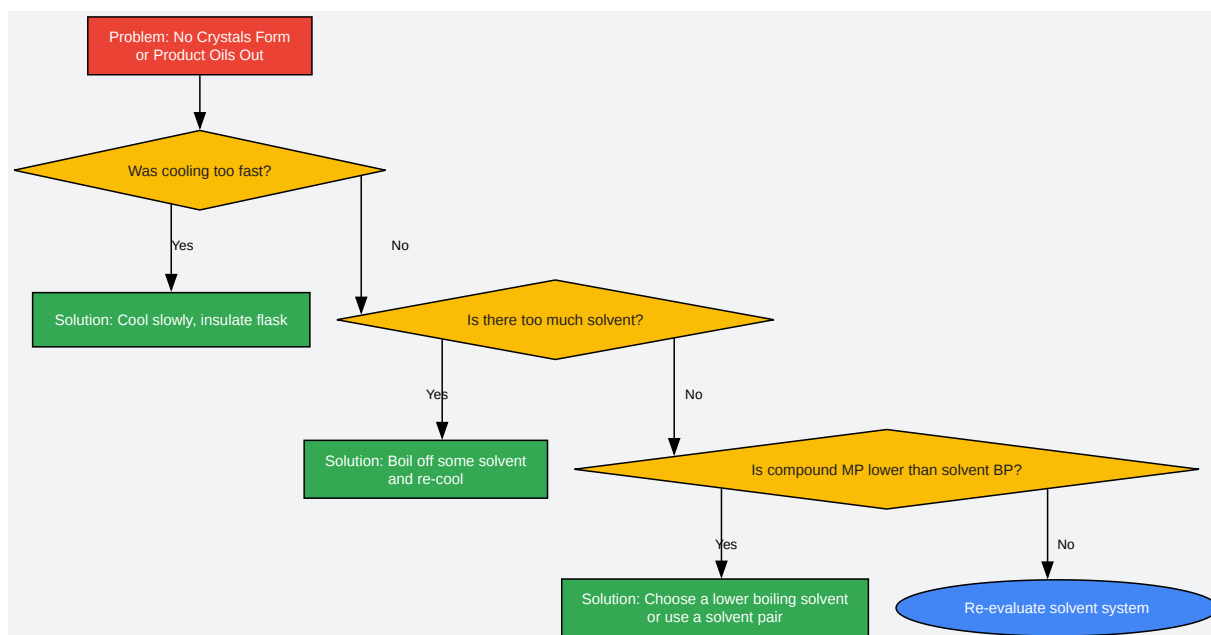 Problem: No Crystals Form
or Product Oils Out
Was cooling too fast?
Yes
No
Solution: Cool slowly, insulate flask
Is there too much solvent?
Yes
No
Solution: Boil off some solvent
and re-cool
Is compound MP lower than solvent BP?
Yes
No
Solution: Choose a lower boiling solvent
or use a solvent pair
Re-evaluate solvent system